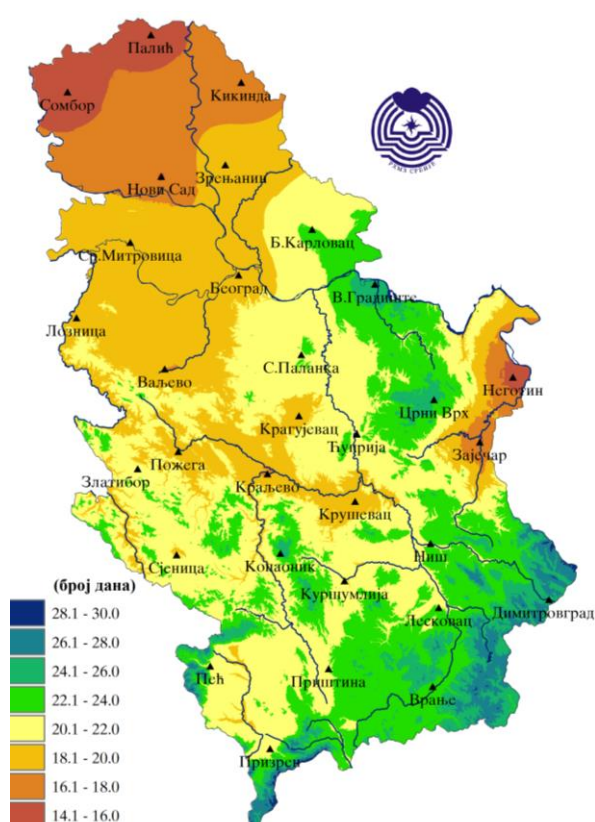 Палић
Сомбор
Кикинда
Зрењанин
Нови Сад
РХМЗ СРБИЈЕ
Б.Карловац
Ср.Митровица
Београд
В.Градиште
Лозница
С.Паланка
Ваљево
Неготин
Црни Врх
Крагујевац
Ћуприја
Зајечар
Пожега
Златибор
Краљево
Крушевац
Ниш
Сјеница
Копаоник
Куршумлија
Димитровград
Лесковац
Пећ
Приштина
Врање
Призрен
(број дана)
28.1 - 30.0
26.1 - 28.0
24.1 - 26.0
22.1 - 24.0
20.1 - 22.0
18.1 - 20.0
16.1 - 18.0
14.1 - 16.0